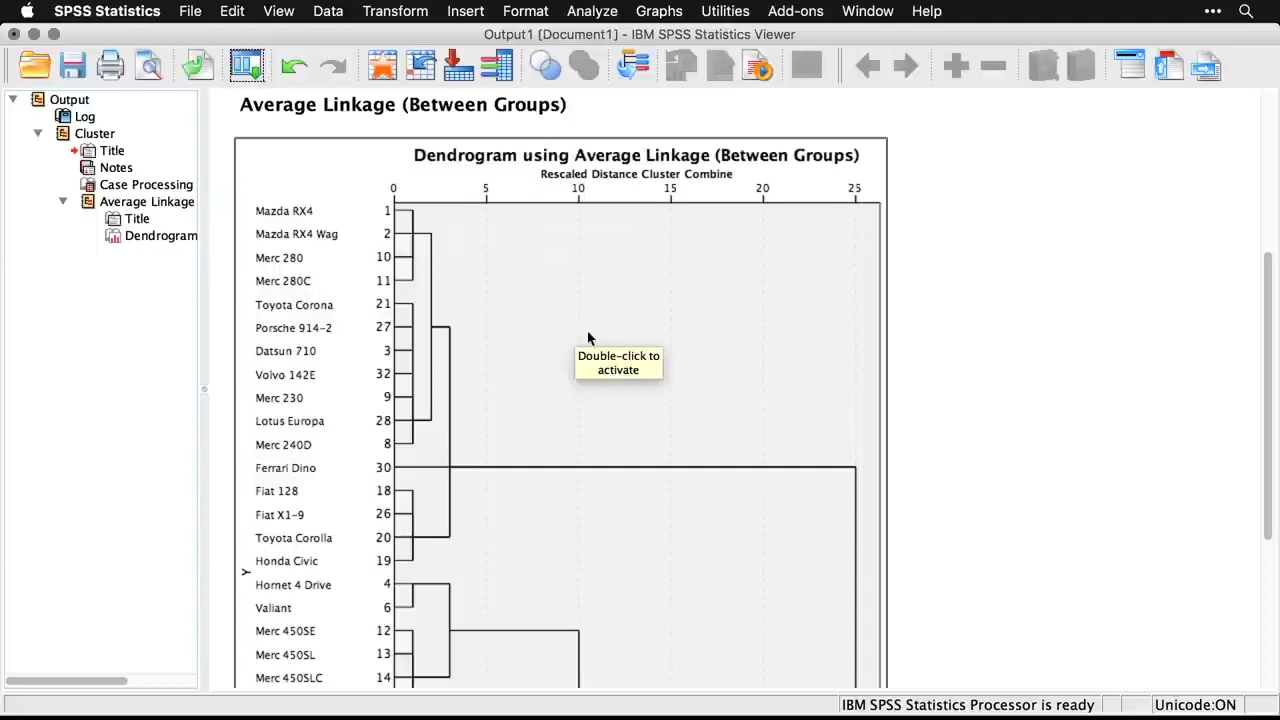 SPSS Statistics File Edit View Data Transform Insert Format Analyze Graphs Utilities Add-ons Window Help
Output1 [Document1] - IBM SPSS Statistics Viewer
Output
Log
Cluster
Title
Notes
Case Processing
Average Linkage
Title
Dendrogram
Average Linkage (Between Groups)
Dendrogram using Average Linkage (Between Groups)
Rescaled Distance Cluster Combine
0 5 10 15 20 25
Mazda RX4 1
Mazda RX4 Wag 2
Merc 280 10
Merc 280C 11
Toyota Corona 21
Porsche 914-2 27
Datsun 710 3
Volvo 142E 32
Merc 230 9
Lotus Europa 28
Merc 240D 8
Ferrari Dino 30
Fiat 128 18
Fiat X1-9 26
Toyota Corolla 20
Honda Civic 19
Y
Hornet 4 Drive 4
Valiant 6
Merc 450SE 12
Merc 450SL 13
Merc 450SLC 14
Double-click to
activate
IBM SPSS Statistics Processor is ready
Unicode:ON